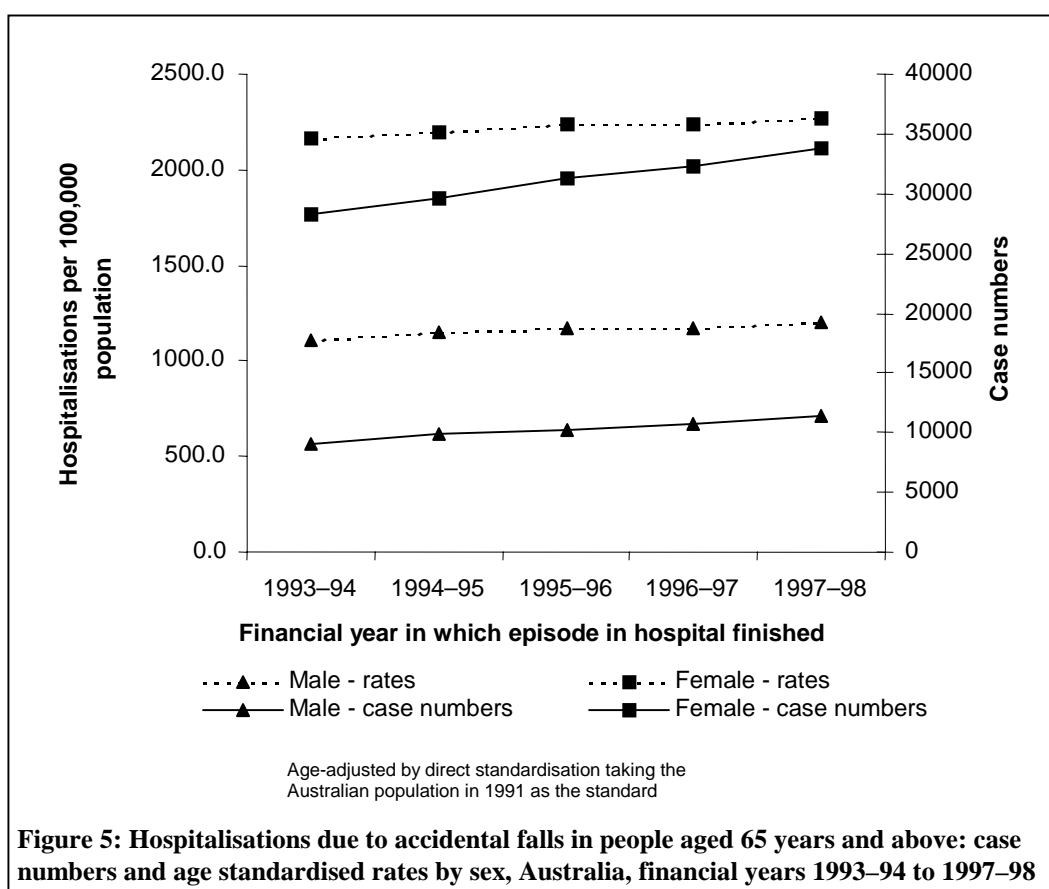 2500.0
2000.0
1500.0
1000.0
500.0
0.0
Hospitalisations per 100,000
population
40000
35000
30000
25000
20000
15000
10000
5000
0
Case numbers
1993–94 1994–95 1995–96 1996–97 1997–98
Financial year in which episode in hospital finished
Male - rates Female - rates
Male - case numbers Female - case numbers
Age-adjusted by direct standardisation taking the
Australian population in 1991 as the standard
Figure 5: Hospitalisations due to accidental falls in people aged 65 years and above: case
numbers and age standardised rates by sex, Australia, financial years 1993–94 to 1997–98